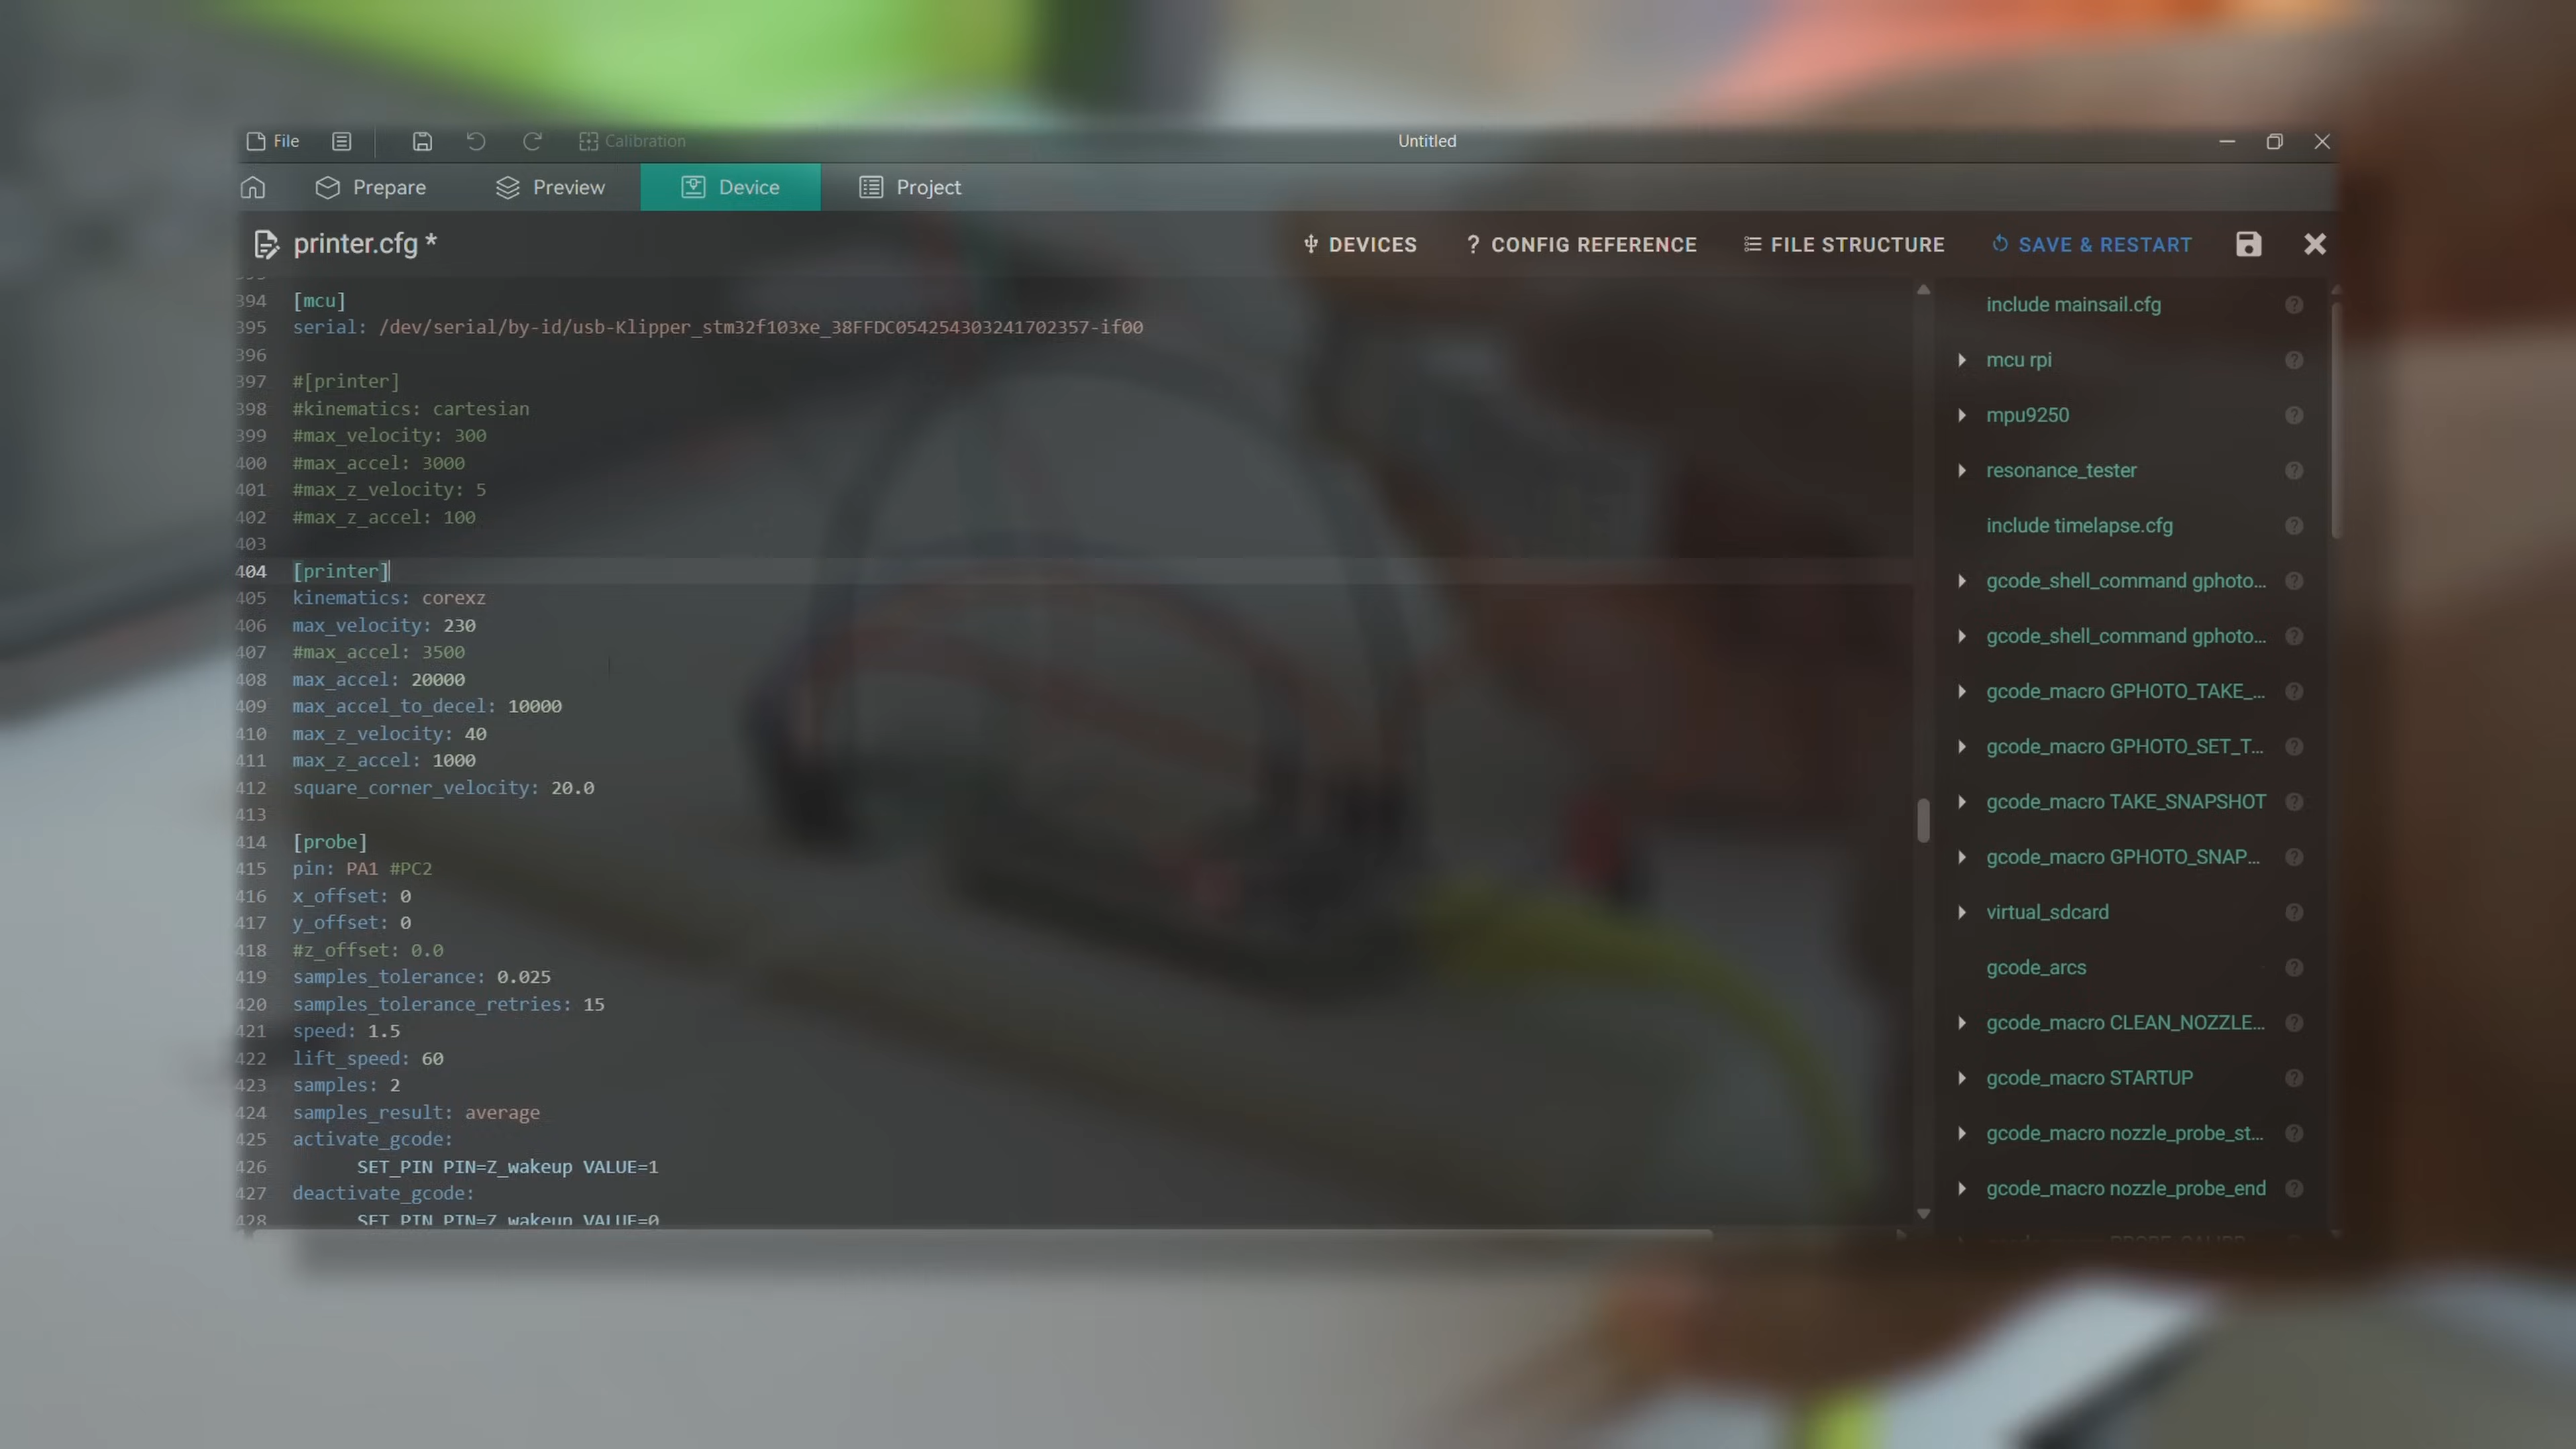 File
Calibration
Untitled
Prepare
Preview
Device
Project
printer.cfg *
DEVICES
? CONFIG REFERENCE
FILE STRUCTURE
SAVE & RESTART
394 [mcu]
395 serial: /dev/serial/by-id/usb-Klipper_stm32f103xe_38FFDC054254303241702357-if00
396
397 #[printer]
398 #kinematics: cartesian
399 #max_velocity: 300
400 #max_accel: 3000
401 #max_z_velocity: 5
402 #max_z_accel: 100
403
404 [printer]
405 kinematics: corexz
406 max_velocity: 230
407 #max_accel: 3500
408 max_accel: 20000
409 max_accel_to_decel: 10000
410 max_z_velocity: 40
411 max_z_accel: 1000
412 square_corner_velocity: 20.0
413
414 [probe]
415 pin: PA1 #PC2
416 x_offset: 0
417 y_offset: 0
418 #z_offset: 0.0
419 samples_tolerance: 0.025
420 samples_tolerance_retries: 15
421 speed: 1.5
422 lift_speed: 60
423 samples: 2
424 samples_result: average
425 activate_gcode:
426 SET_PIN PIN=Z_wakeup VALUE=1
427 deactivate_gcode:
428 SET_PIN PIN=Z_wakeup VALUE=0
include mainsail.cfg
mcu rpi
mpu9250
resonance_tester
include timelapse.cfg
gcode_shell_command gphoto...
gcode_shell_command gphoto...
gcode_macro GPHOTO_TAKE_...
gcode_macro GPHOTO_SET_T...
gcode_macro TAKE_SNAPSHOT
gcode_macro GPHOTO_SNAP...
virtual_sdcard
gcode_arcs
gcode_macro CLEAN_NOZZLE...
gcode_macro STARTUP
gcode_macro nozzle_probe_st...
gcode_macro nozzle_probe_end